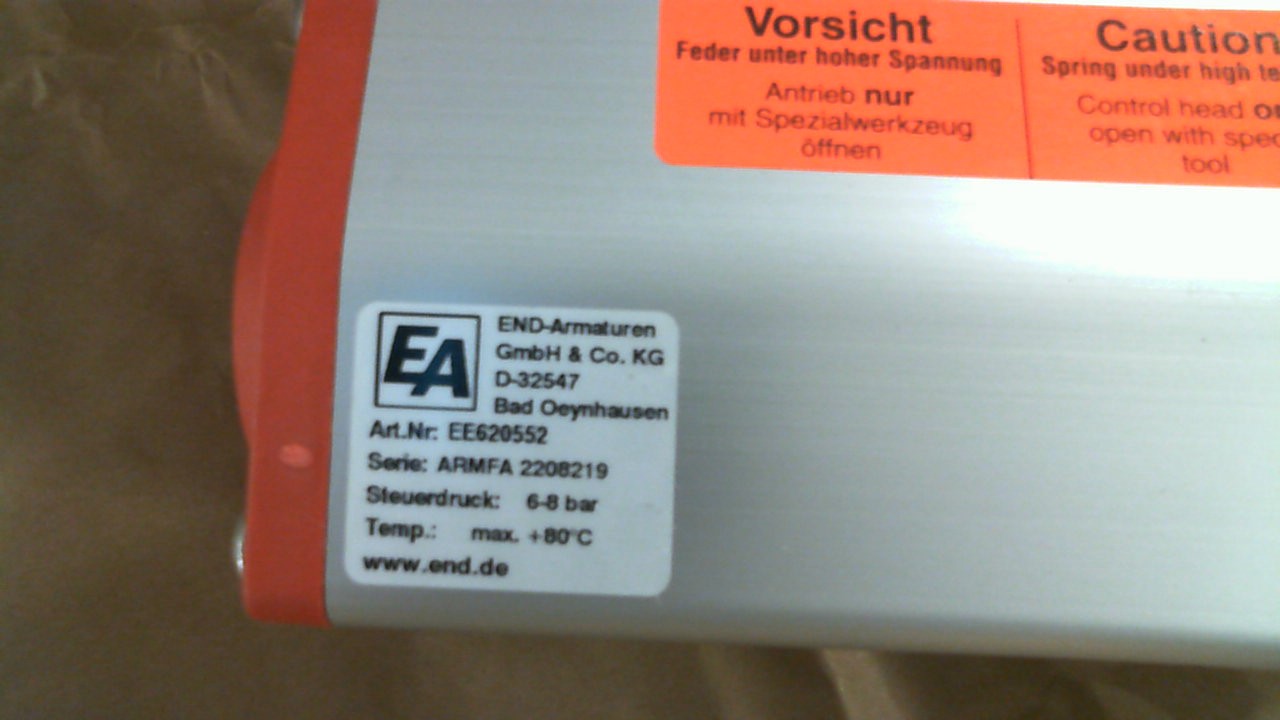 Vorsicht
Feder unter hoher Spannung
Antrieb nur
mit Spezialwerkzeug
öffnen
Caution
Spring under high
Control head
open with
tool
EA
END-Armaturen
GmbH & Co. KG
D-32547
Bad Oeynhausen
Art.Nr: EE620552
Serie: ARMFA 2208219
Steuerdruck: 6-8 bar
Temp.: max. +80°C
www.end.de